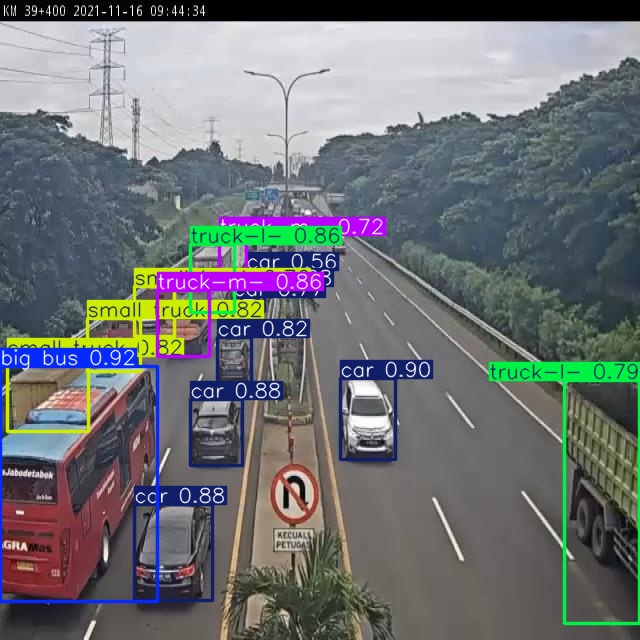 KM 39+400 2021-11-16 09:44:34
truck-m- 0.72
truck-l- 0.86
car 0.56
truck-m- 0.86
small truck 0.82
car 0.82
0.82
big bus 0.92
car 0.90
truck-l- 0.79
car 0.88
Jabodetabek
car 0.88
KECUALI
PETUGAS